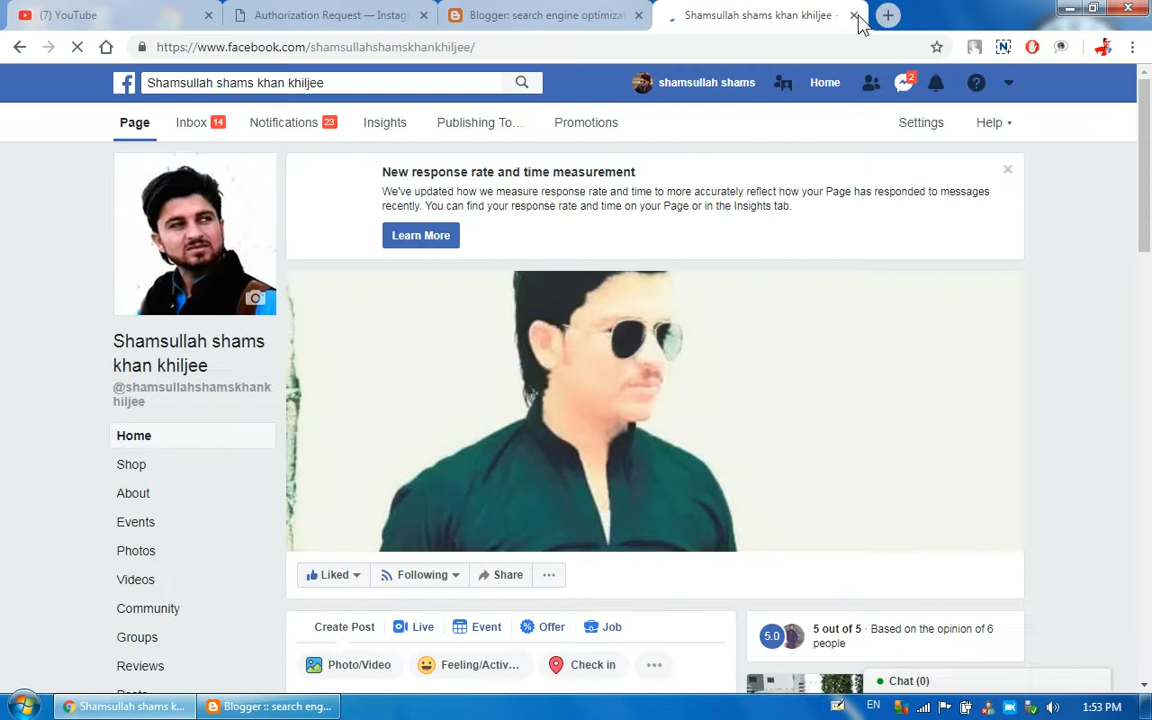 (7) YouTube
Authorization Request — Instagr
Blogger: search engine optimizat
Shamsullah shams khan khiljee -
https://www.facebook.com/shamsullahshamskhankhiljee/
Shamsullah shams khan khiljee
shamsullah shams
Home
2
Page
Inbox 14
Notifications 23
Insights
Publishing To...
Promotions
Settings
Help
New response rate and time measurement
We've updated how we measure response rate and time to more accurately reflect how your Page has responded to messages
recently. You can find your response rate and time on your Page or in the Insights tab.
Learn More
Shamsullah shams
khan khiljee
@shamsullahshamskhank
hiljee
Home
Shop
About
Events
Photos
Videos
Community
Groups
Reviews
Liked
Following
Share
Create Post
Live
Event
Offer
Job
Photo/Video
Feeling/Activ...
Check in
5.0
5 out of 5 · Based on the opinion of 6
people
Chat (0)
Shamsullah shams k...
Blogger :: search eng...
EN
1:53 PM